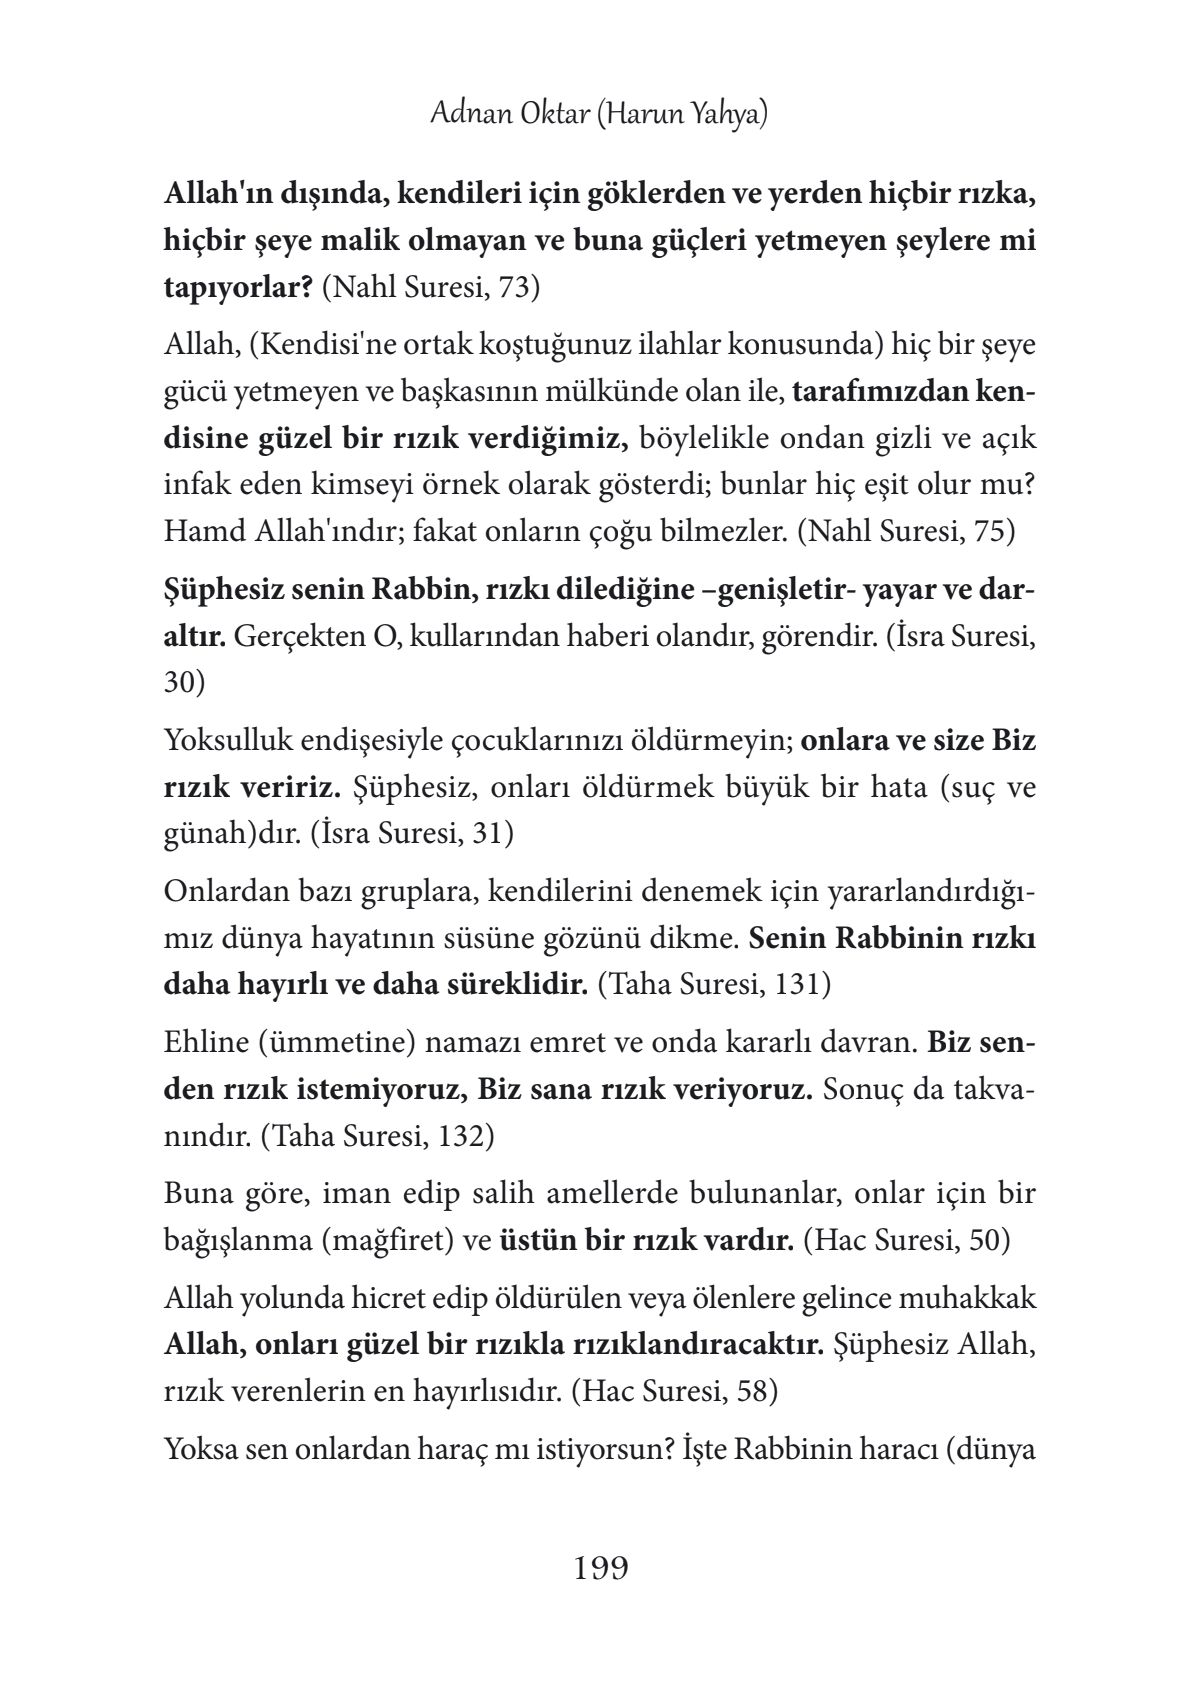 Adnan Oktar (Harun Yahya)
Allah'ın dışında, kendileri için göklerden ve yerden hiçbir rızka,
hiçbir şeye malik olmayan ve buna güçleri yetmeyen şeylere mi
tapıyorlar? (Nahl Suresi, 73)
Allah, (Kendisi'ne ortak koştuğunuz ilahlar konusunda) hiç bir şeye
gücü yetmeyen ve başkasının mülkünde olan ile, tarafımızdan ken-
disine güzel bir rızık verdiğimiz, böylelikle ondan gizli ve açık
infak eden kimseyi örnek olarak gösterdi; bunlar hiç eşit olur mu?
Hamd Allah'ındır; fakat onların çoğu bilmezler. (Nahl Suresi, 75)
Şüphesiz senin Rabbin, rızkı dilediğine –genişletir- yayar ve dar-
altır. Gerçekten O, kullarından haberi olandır, görendir. (İsra Suresi,
30)
Yoksulluk endişesiyle çocuklarınızı öldürmeyin; onlara ve size Biz
rızık veririz. Şüphesiz, onları öldürmek büyük bir hata (suç ve
günah)dır. (İsra Suresi, 31)
Onlardan bazı gruplara, kendilerini denemek için yararlandırdığı-
mız dünya hayatının süsüne gözünü dikme. Senin Rabbinin rızkı
daha hayırlı ve daha süreklidir. (Taha Suresi, 131)
Ehline (ümmetine) namazı emret ve onda kararlı davran. Biz sen-
den rızık istemiyoruz, Biz sana rızık veriyoruz. Sonuç da takva-
nındır. (Taha Suresi, 132)
Buna göre, iman edip salih amellerde bulunanlar, onlar için bir
bağışlanma (mağfiret) ve üstün bir rızık vardır. (Hac Suresi, 50)
Allah yolunda hicret edip öldürülen veya ölenlere gelince muhakkak
Allah, onları güzel bir rızıkla rızıklandıracaktır. Şüphesiz Allah,
rızık verenlerin en hayırlısıdır. (Hac Suresi, 58)
Yoksa sen onlardan haraç mı istiyorsun? İşte Rabbinin haracı (dünya
199